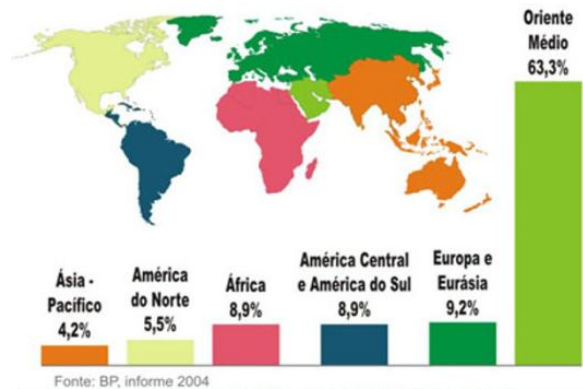 Oriente
Médio
63,3%
Ásia -
Pacífico
4,2%
América
do Norte
5,5%
África
8,9%
América Central
e América do Sul
8,9%
Europa e
Eurásia
9,2%
Fonte: BP, informe 2004